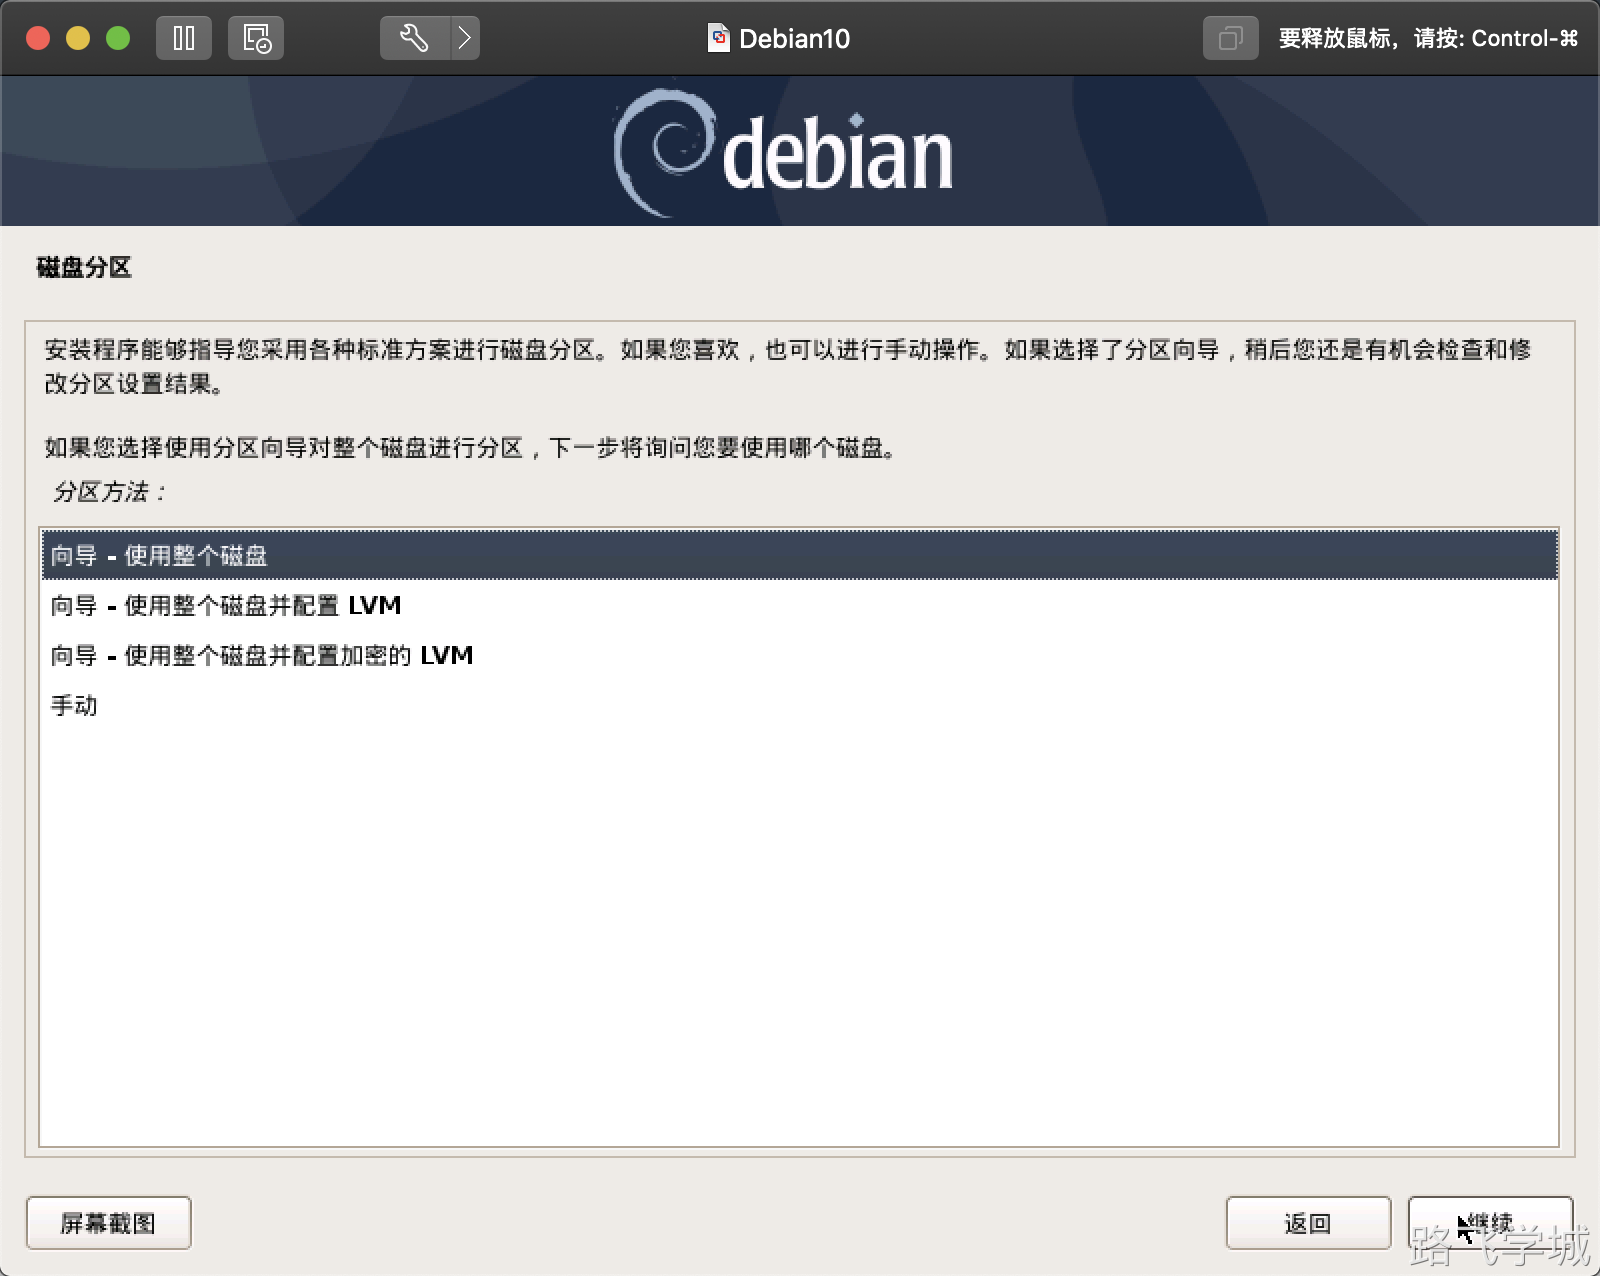 Debian10
要释放鼠标，请按: Control-⌘
debian
磁盘分区
安装程序能够指导您采用各种标准方案进行磁盘分区。如果您喜欢，也可以进行手动操作。如果选择了分区向导，稍后您还是有机会检查和修
改分区设置结果。
如果您选择使用分区向导对整个磁盘进行分区，下一步将询问您要使用哪个磁盘。
分区方法：
向导 - 使用整个磁盘
向导 - 使用整个磁盘并配置 LVM
向导 - 使用整个磁盘并配置加密的 LVM
手动
屏幕截图
返回
继续
路飞学城